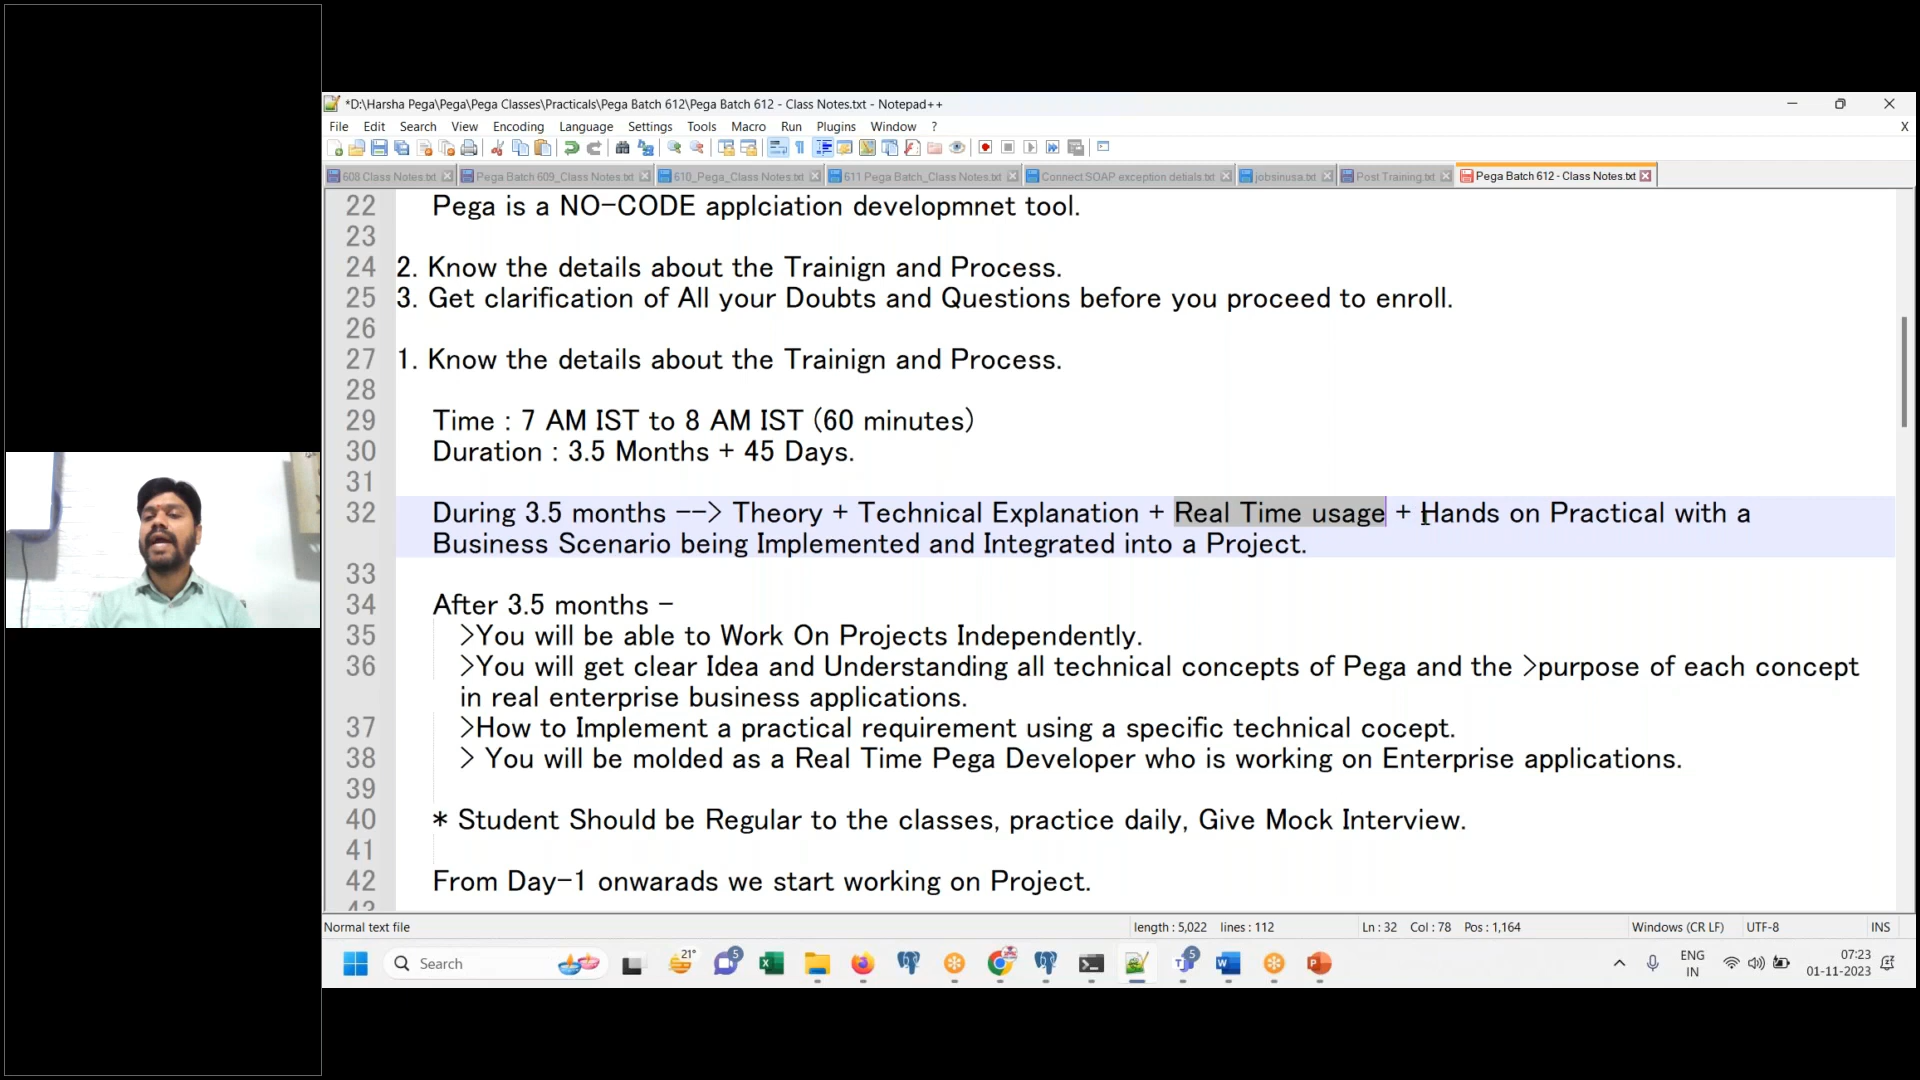 *D:\Harsha Pega\Pega\Pega Classes\Practicals\Pega Batch 612\Pega Batch 612 - Class Notes.txt - Notepad++
File Edit Search View Encoding Language Settings Tools Macro Run Plugins Window ? X
608 Class Notes.txt Pega Batch 609_Class Notes.txt 610_Pega_Class Notes.txt 611 Pega Batch_Class Notes.txt Connect SOAP exception detials.txt jobsinusa.txt Post Training.txt Pega Batch 612 - Class Notes.txt
22 Pega is a NO-CODE applciation developmnet tool.
23
24 2. Know the details about the Trainign and Process.
25 3. Get clarification of All your Doubts and Questions before you proceed to enroll.
26
27 1. Know the details about the Trainign and Process.
28
29 Time : 7 AM IST to 8 AM IST (60 minutes)
30 Duration : 3.5 Months + 45 Days.
31
32 During 3.5 months --> Theory + Technical Explanation + Real Time usage + Hands on Practical with a
Business Scenario being Implemented and Integrated into a Project.
33
34 After 3.5 months -
35 >You will be able to Work On Projects Independently.
36 >You will get clear Idea and Understanding all technical concepts of Pega and the >purpose of each concept
in real enterprise business applications.
37 >How to Implement a practical requirement using a specific technical cocept.
38 > You will be molded as a Real Time Pega Developer who is working on Enterprise applications.
39
40 * Student Should be Regular to the classes, practice daily, Give Mock Interview.
41
42 From Day-1 onwarads we start working on Project.
43
Normal text file length : 5,022 lines : 112 Ln : 32 Col : 78 Pos : 1,164 Windows (CR LF) UTF-8 INS
Search 21° 5 5 ENG 07:23
IN 01-11-2023